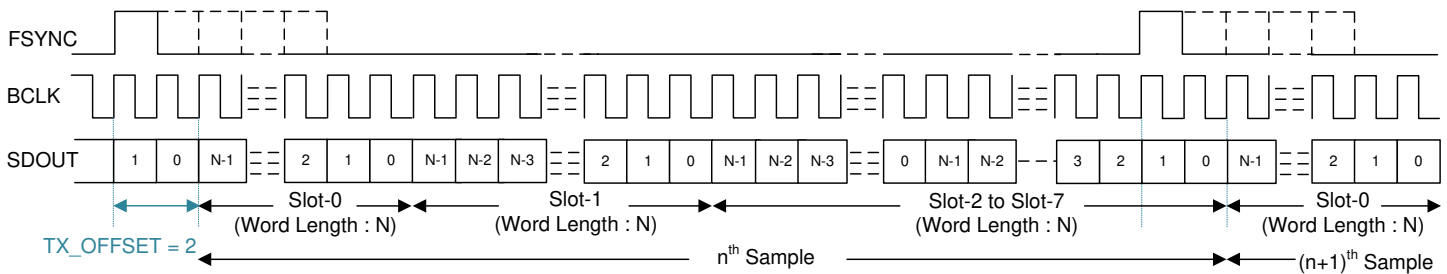 FSYNC
BCLK
SDOUT 1 0 N-1 2 1 0 N-1 N-2 N-3 2 1 0 N-1 N-2 N-3 0 N-1 N-2 3 2 1 0 N-1 2 1 0
Slot-0 Slot-1 Slot-2 to Slot-7 Slot-0
(Word Length : N) (Word Length : N) (Word Length : N) (Word Length : N)
TX_OFFSET = 2 nth Sample (n+1)th Sample